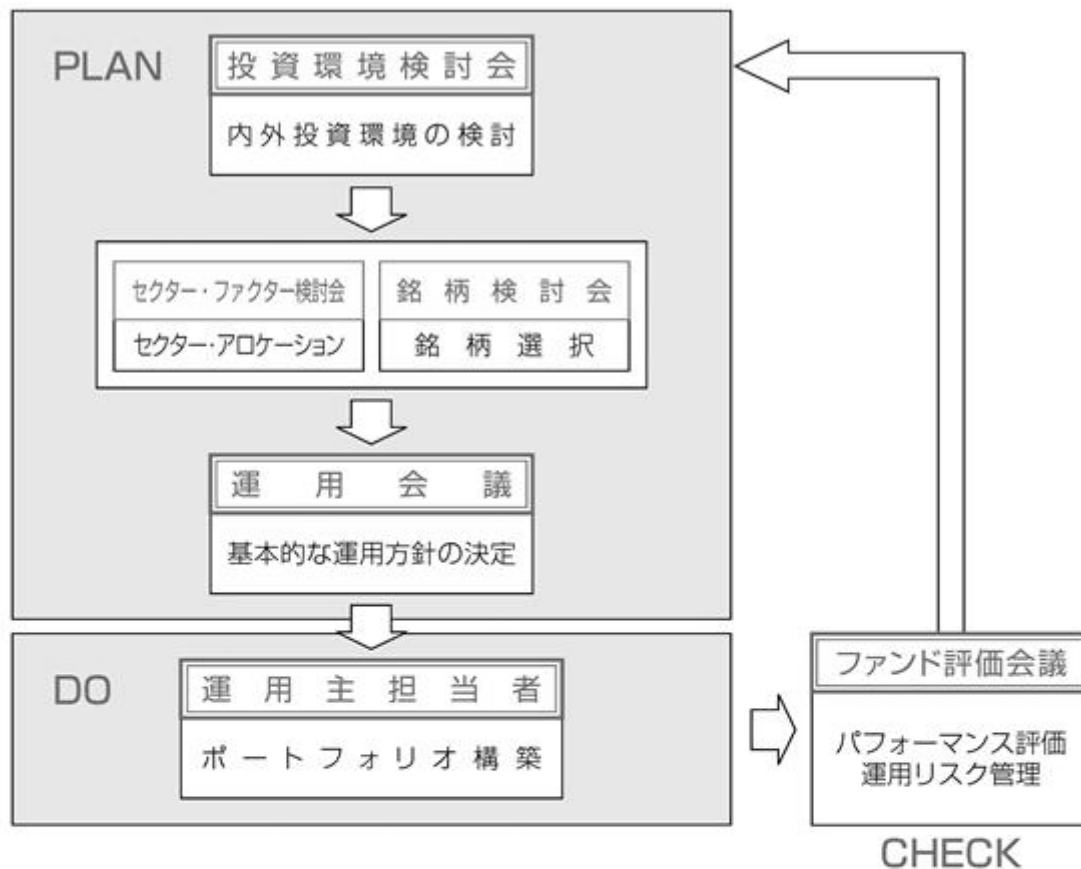 PLAN
投資環境検討会
内外投資環境の検討
セクター・ファクター検討会
セクター・アロケーション
銘柄検討会
銘柄選択
運用会議
基本的な運用方針の決定
DO
運用主担当者
ポートフォリオ構築
ファンド評価会議
パフォーマンス評価
運用リスク管理
CHECK